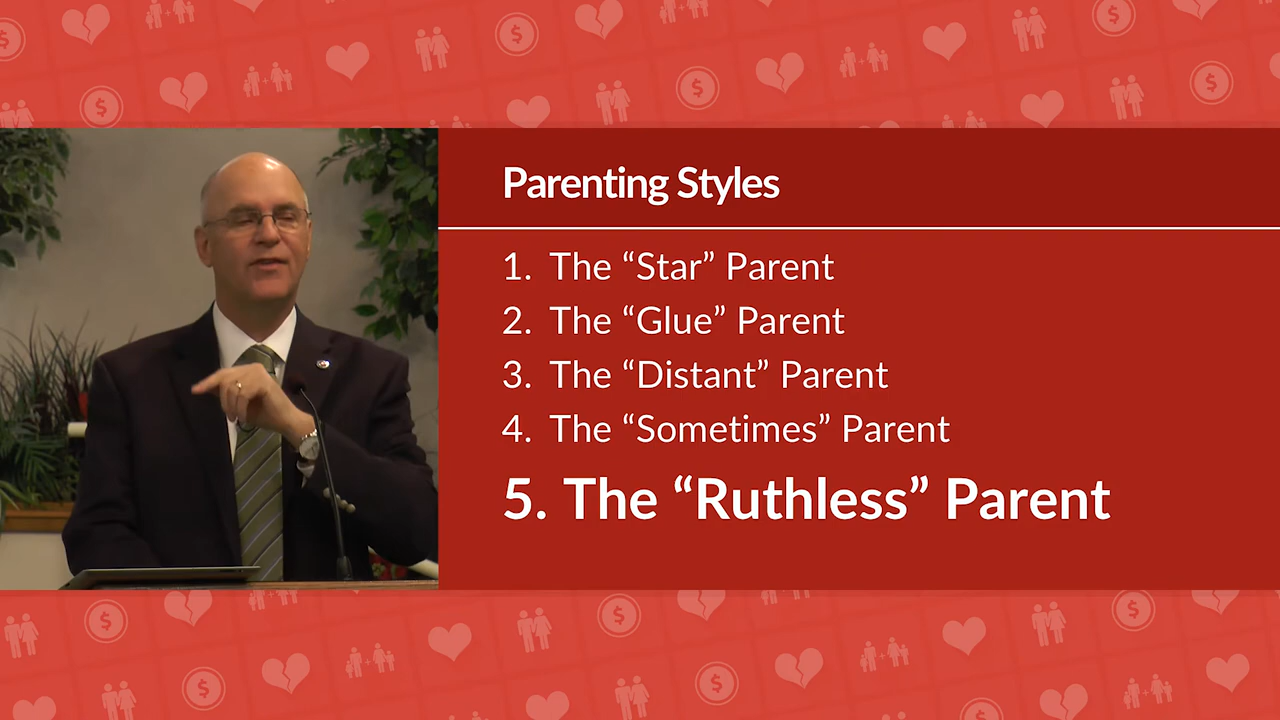 Parenting Styles
1. The “Star” Parent
2. The “Glue” Parent
3. The “Distant” Parent
4. The “Sometimes” Parent
5. The “Ruthless” Parent